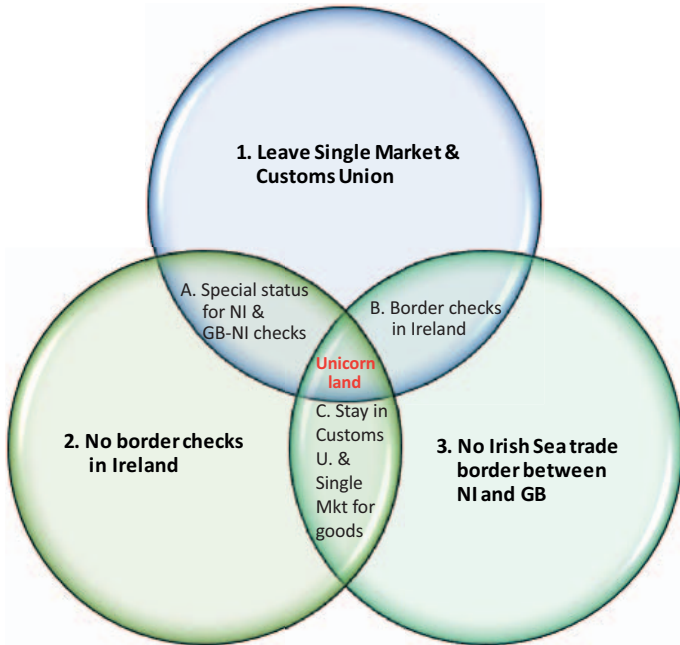 1. Leave Single Market &
Customs Union
A. Special status
for NI &
GB-NI checks
B. Border checks
in Ireland
Unicorn
land
2. No border checks
in Ireland
C. Stay in
Customs
U. &
Single
Mkt for
goods
3. No Irish Sea trade
border between
NI and GB